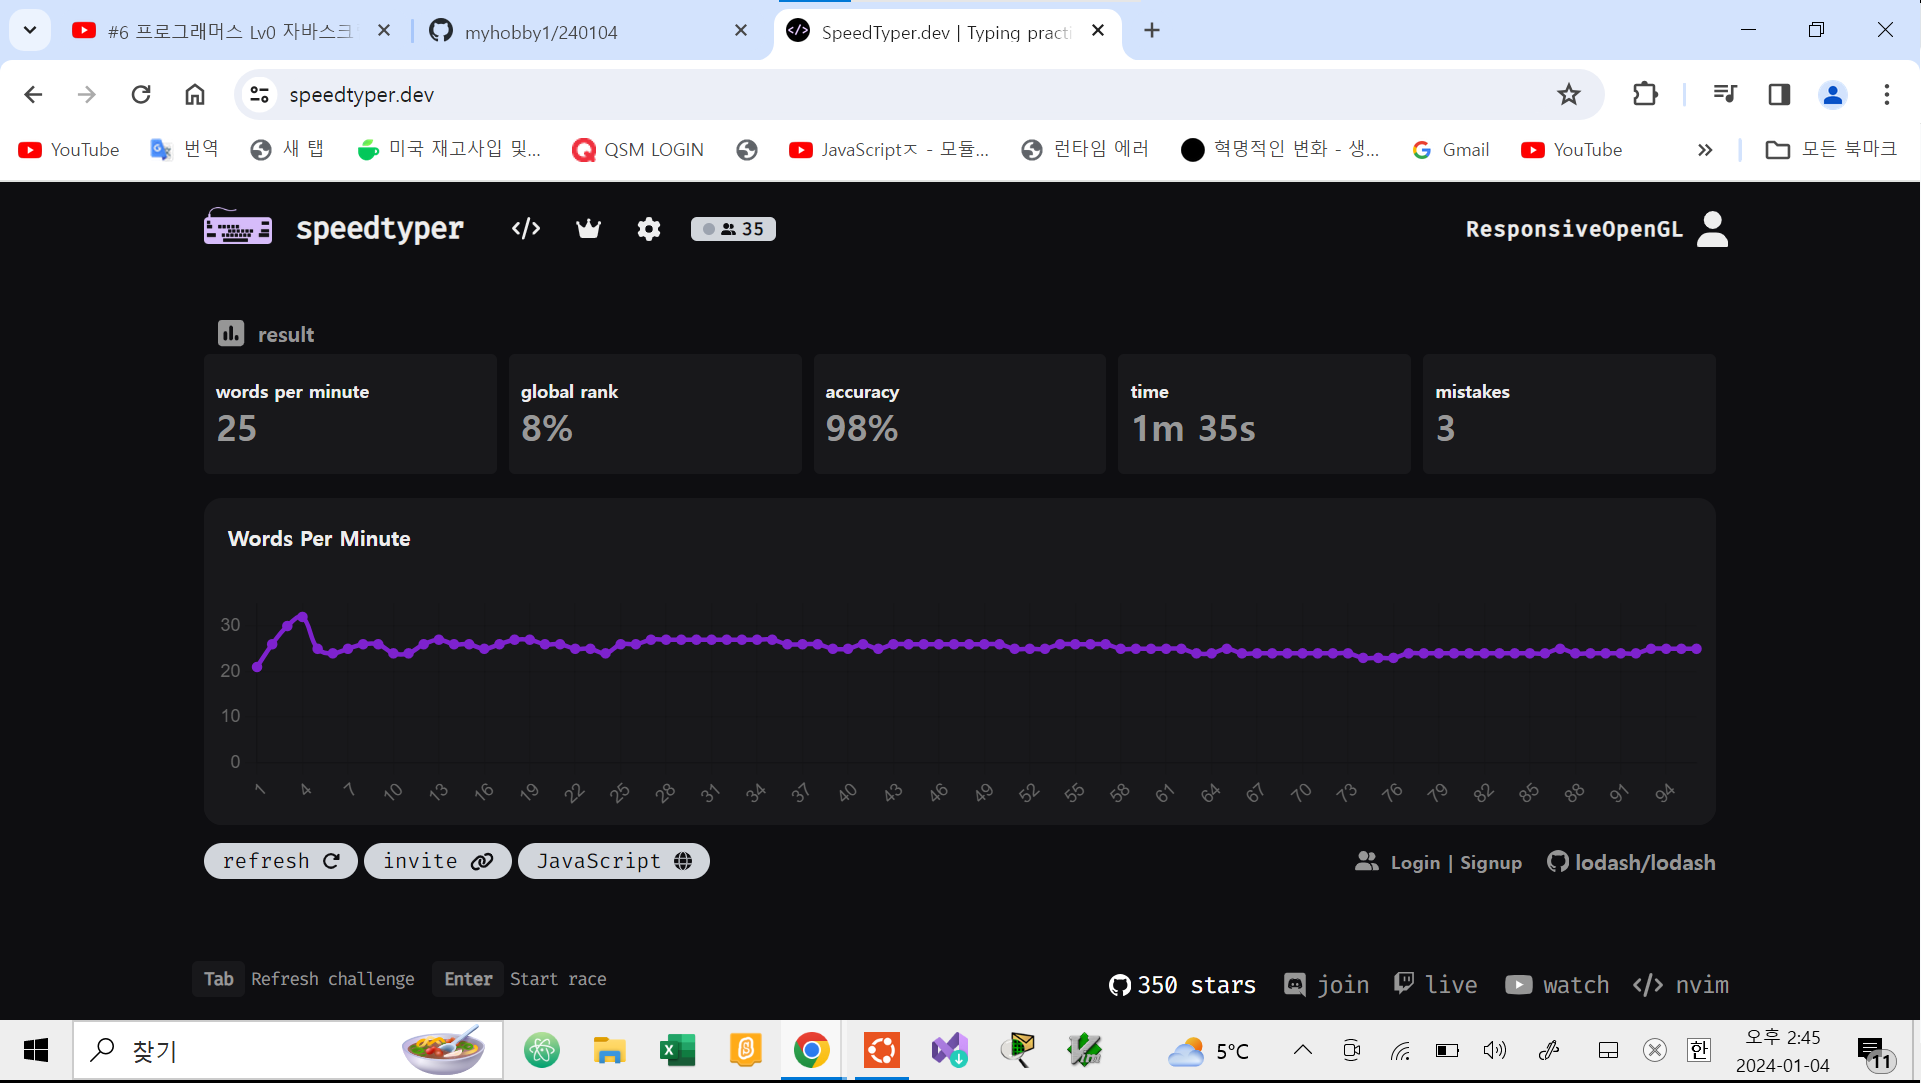 #6 프로그래머스 Lv0 자바스크
myhobby1/240104
SpeedTyper.dev | Typing practi
speedtyper.dev
YouTube
번역
새 탭
미국 재고사입 및...
QSM LOGIN
JavaScriptㅈ - 모듈...
런타임 에러
혁명적인 변화 - 생...
Gmail
YouTube
모든 북마크
speedtyper
35
ResponsiveOpenGL
result
words per minute
25
global rank
8%
accuracy
98%
time
1m 35s
mistakes
3
Words Per Minute
30
20
10
0
1 4 7 10 13 16 19 22 25 28 31 34 37 40 43 46 49 52 55 58 61 64 67 70 73 76 79 82 85 88 91 94
refresh
invite
JavaScript
Login | Signup
lodash/lodash
Tab Refresh challenge
Enter Start race
350 stars
join
live
watch
nvim
찾기
5°C
한
오후 2:45
2024-01-04
11